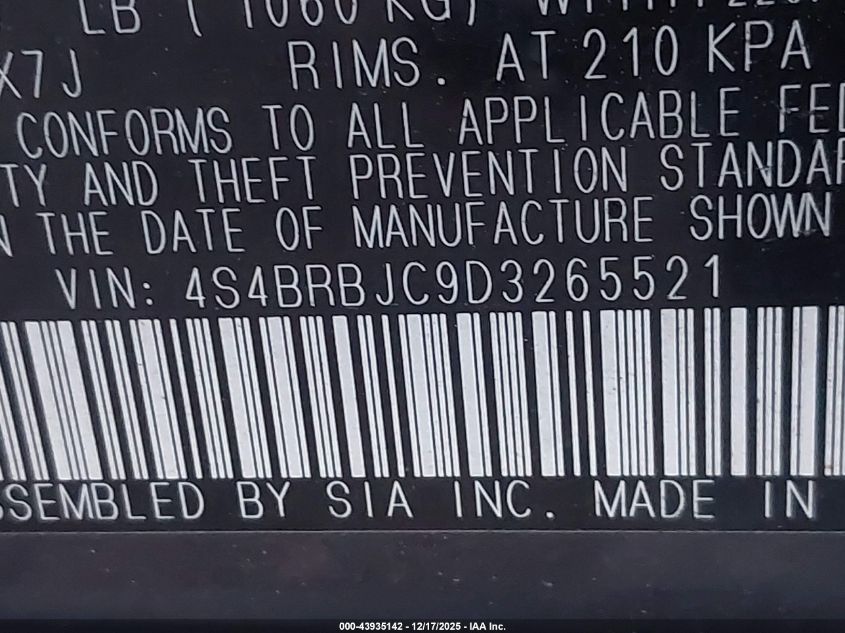 LB ( 1060 KG) WITH P225
X7J RIMS. AT 210 KPA
CONFORMS TO ALL APPLICABLE FED
TY AND THEFT PREVENTION STANDAR
N THE DATE OF MANUFACTURE SHOWN
VIN: 4S4BRBJC9D3265521
SSEMBLED BY SIA INC. MADE IN
000-43935142 - 12/17/2025 - IAA Inc.